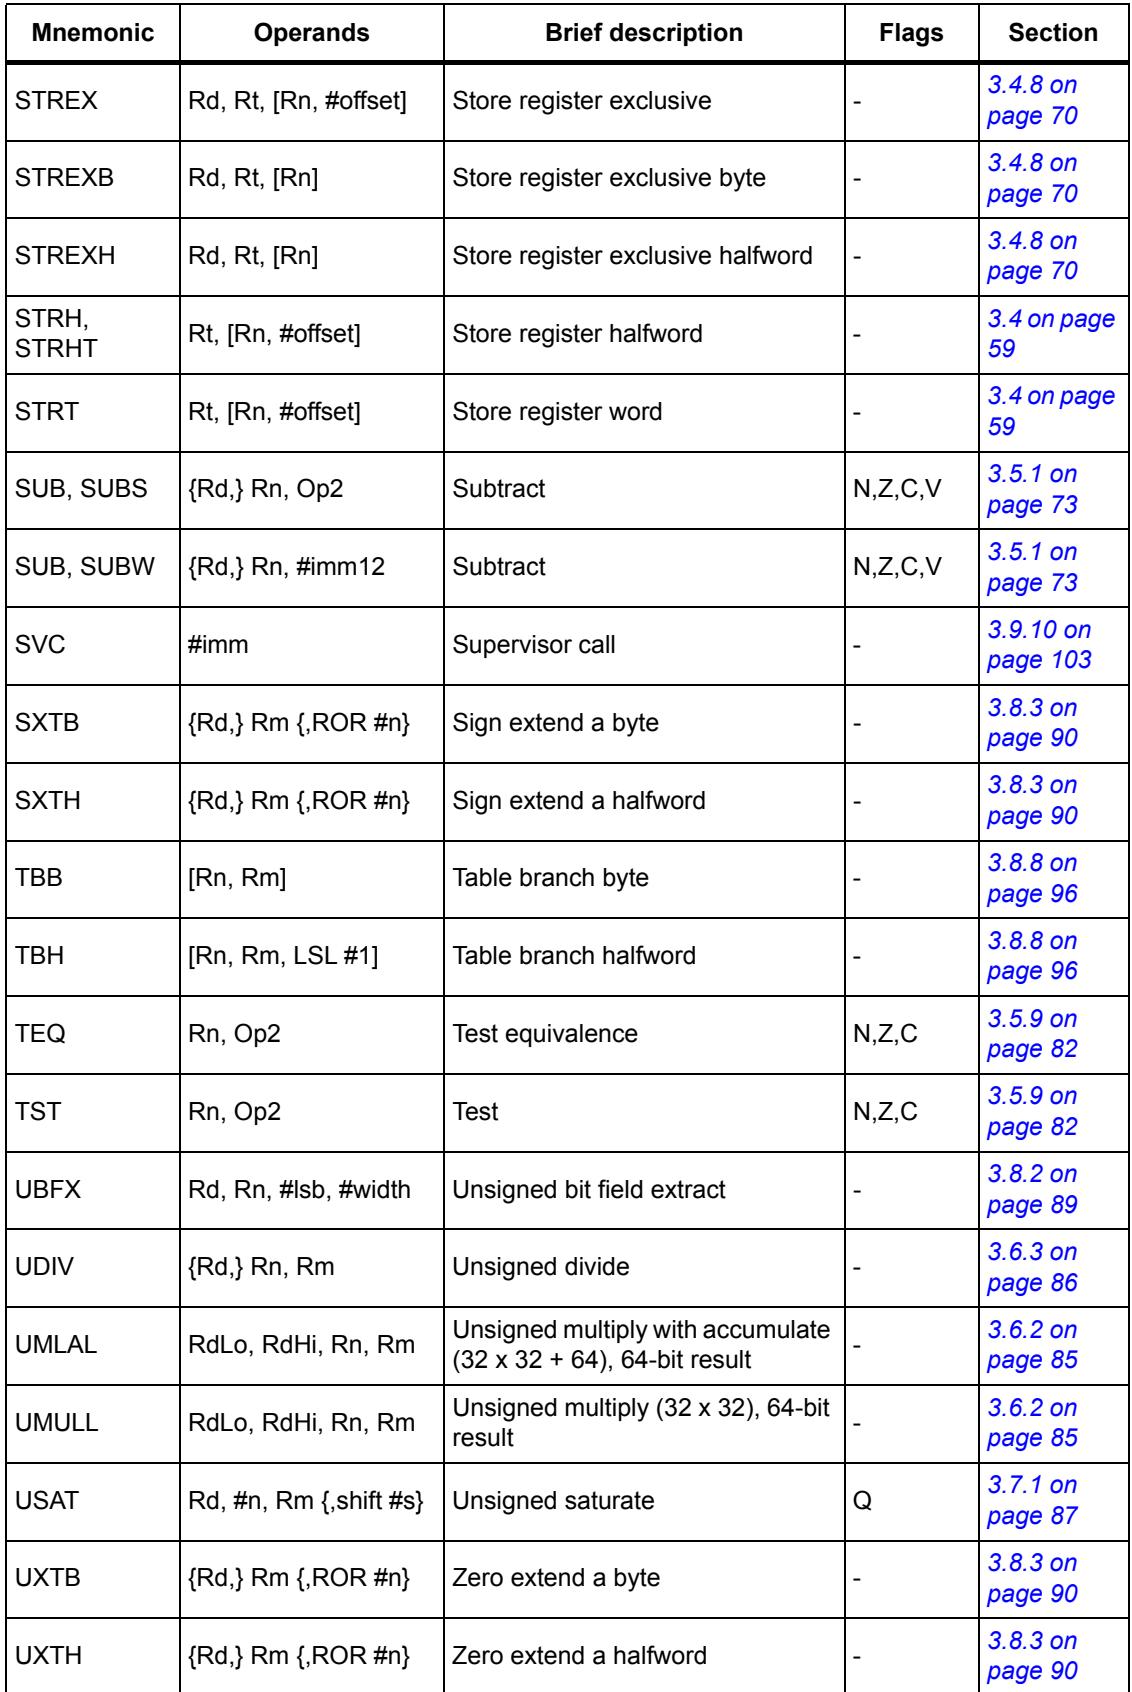 Mnemonic Operands Brief description Flags Section
STREX Rd, Rt, [Rn, #offset] Store register exclusive - 3.4.8 on page 70
STREXB Rd, Rt, [Rn] Store register exclusive byte - 3.4.8 on page 70
STREXH Rd, Rt, [Rn] Store register exclusive halfword - 3.4.8 on page 70
STRH, STRHT Rt, [Rn, #offset] Store register halfword - 3.4 on page 59
STRT Rt, [Rn, #offset] Store register word - 3.4 on page 59
SUB, SUBS {Rd,} Rn, Op2 Subtract N,Z,C,V 3.5.1 on page 73
SUB, SUBW {Rd,} Rn, #imm12 Subtract N,Z,C,V 3.5.1 on page 73
SVC #imm Supervisor call - 3.9.10 on page 103
SXTB {Rd,} Rm {,ROR #n} Sign extend a byte - 3.8.3 on page 90
SXTH {Rd,} Rm {,ROR #n} Sign extend a halfword - 3.8.3 on page 90
TBB [Rn, Rm] Table branch byte - 3.8.8 on page 96
TBH [Rn, Rm, LSL #1] Table branch halfword - 3.8.8 on page 96
TEQ Rn, Op2 Test equivalence N,Z,C 3.5.9 on page 82
TST Rn, Op2 Test N,Z,C 3.5.9 on page 82
UBFX Rd, Rn, #lsb, #width Unsigned bit field extract - 3.8.2 on page 89
UDIV {Rd,} Rn, Rm Unsigned divide - 3.6.3 on page 86
UMLAL RdLo, RdHi, Rn, Rm Unsigned multiply with accumulate (32 x 32 + 64), 64-bit result - 3.6.2 on page 85
UMULL RdLo, RdHi, Rn, Rm Unsigned multiply (32 x 32), 64-bit result - 3.6.2 on page 85
USAT Rd, #n, Rm {,shift #s} Unsigned saturate Q 3.7.1 on page 87
UXTB {Rd,} Rm {,ROR #n} Zero extend a byte - 3.8.3 on page 90
UXTH {Rd,} Rm {,ROR #n} Zero extend a halfword - 3.8.3 on page 90